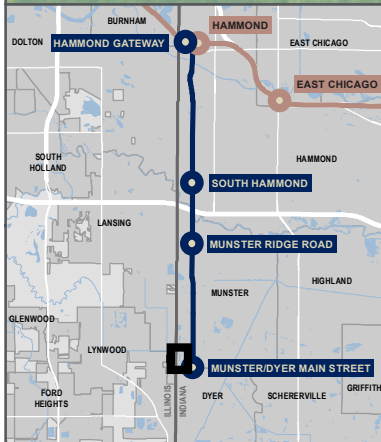 BURNHAM
HAMMOND
DOLTON
HAMMOND GATEWAY
EAST CHICAGO
EAST CHICAGO
SOUTH
HOLLAND
HAMMOND
SOUTH HAMMOND
LANSING
MUNSTER RIDGE ROAD
HIGHLAND
MUNSTER
GLENWOOD
LYNWOOD
MUNSTER/DYER MAIN STREET
ILLINOIS
INDIANA
FORD
HEIGHTS
DYER
SCHERERVILLE
GRIFFITH